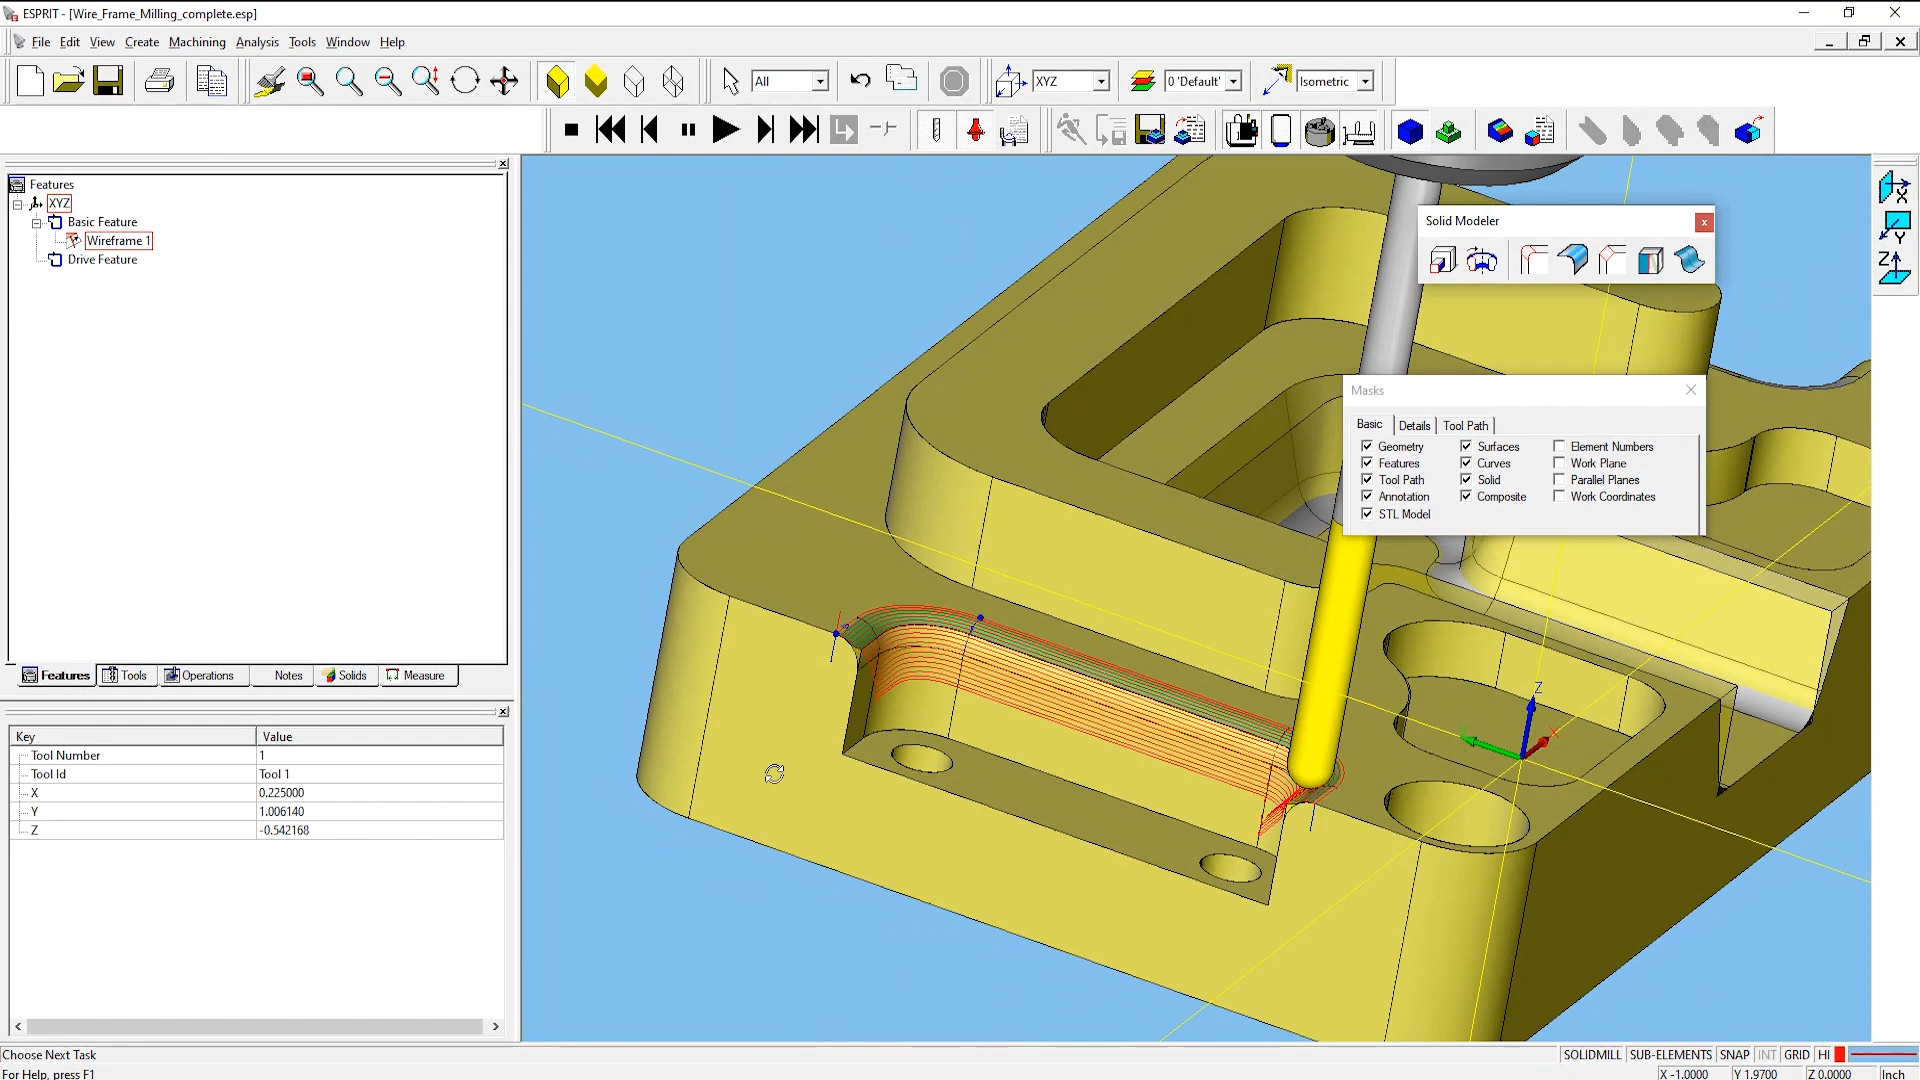 ESPRIT - [Wire_Frame_Milling_complete.esp]
File Edit View Create Machining Analysis Tools Window Help
All XYZ 0 'Default' Isometric
Features
XYZ
Basic Feature
Wireframe 1
Drive Feature
Features Tools Operations Notes Solids Measure
Key Value
Tool Number 1
Tool Id Tool 1
X 0.225000
Y 1.006140
Z -0.542168
Solid Modeler
Masks
Basic Details Tool Path
Geometry Surfaces Element Numbers
Features Curves Work Plane
Tool Path Solid Parallel Planes
Annotation Composite Work Coordinates
STL Model
Z
X
X
Y
Z
Choose Next Task
SOLIDMILL SUB-ELEMENTS SNAP INT GRID HI
For Help, press F1
X -1.0000 Y 1.9700 Z 0.0000 Inch